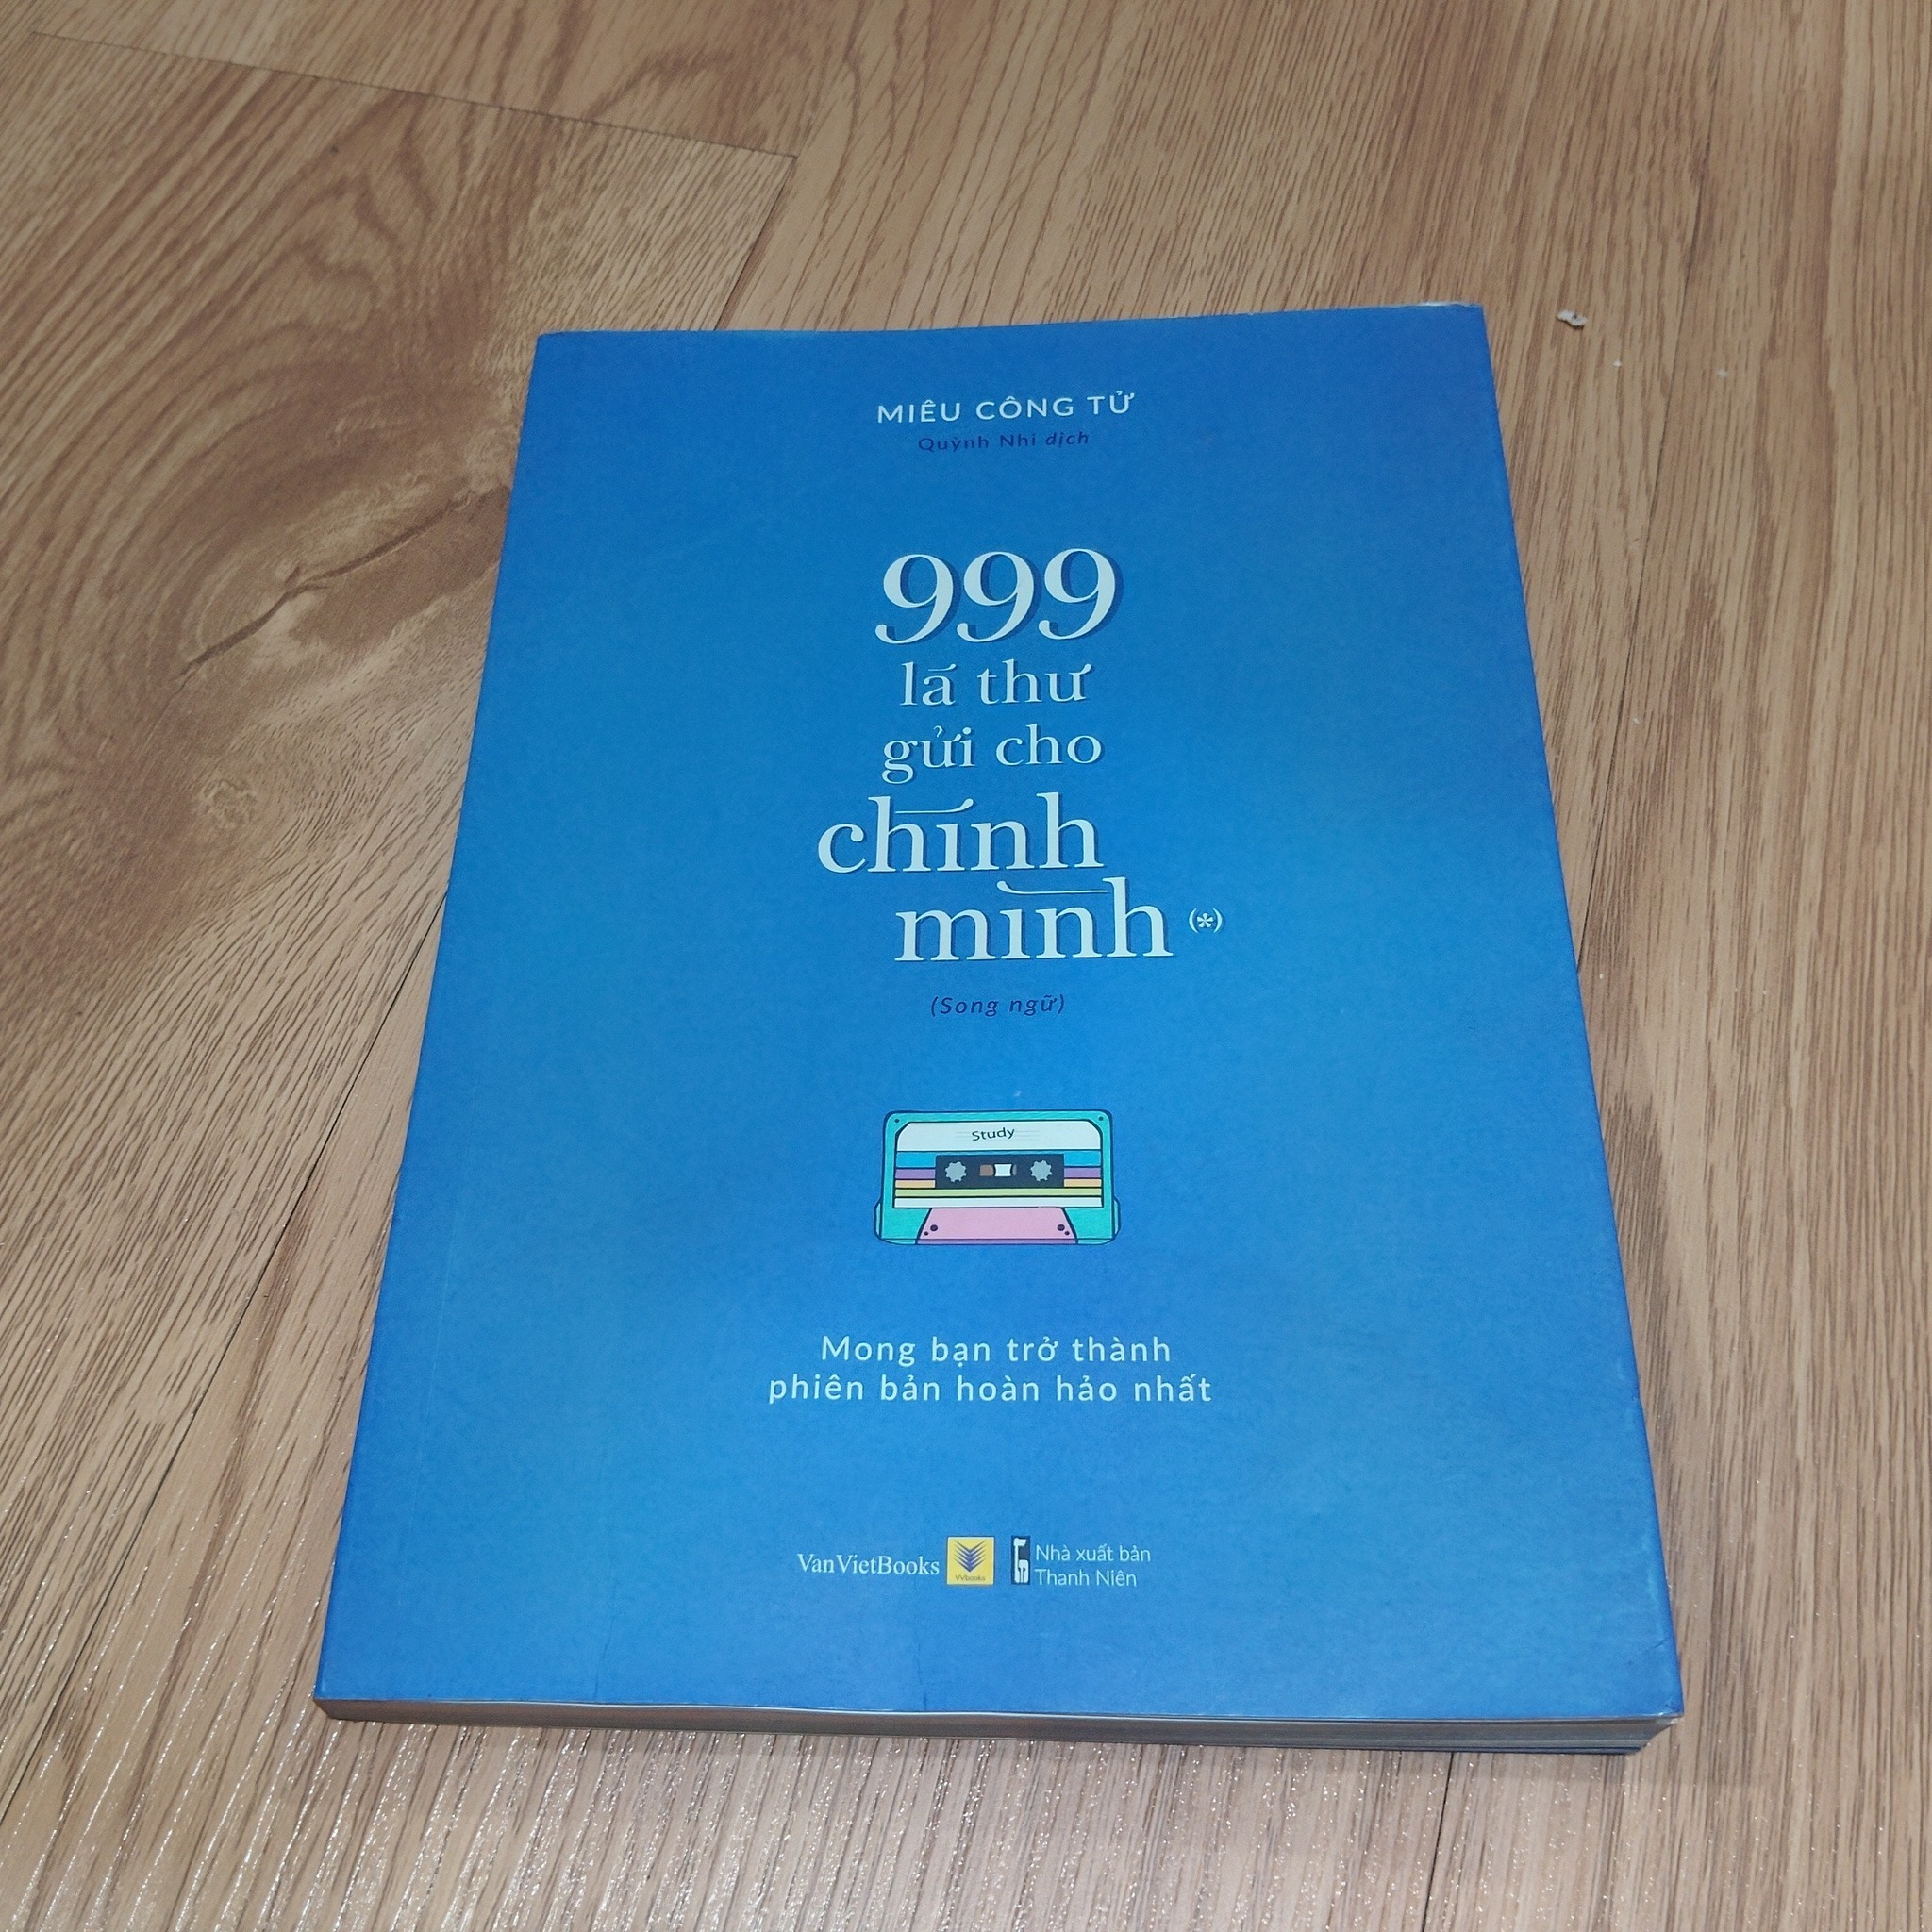 MIÊU CÔNG TỬ
Quỳnh Nhi dịch
999
lá thư
gửi cho
chính
mình (*)
(Song ngữ)
Study
Mong bạn trở thành
phiên bản hoàn hảo nhất
VanVietBooks
VVbooks
Nhà xuất bản
Thanh Niên